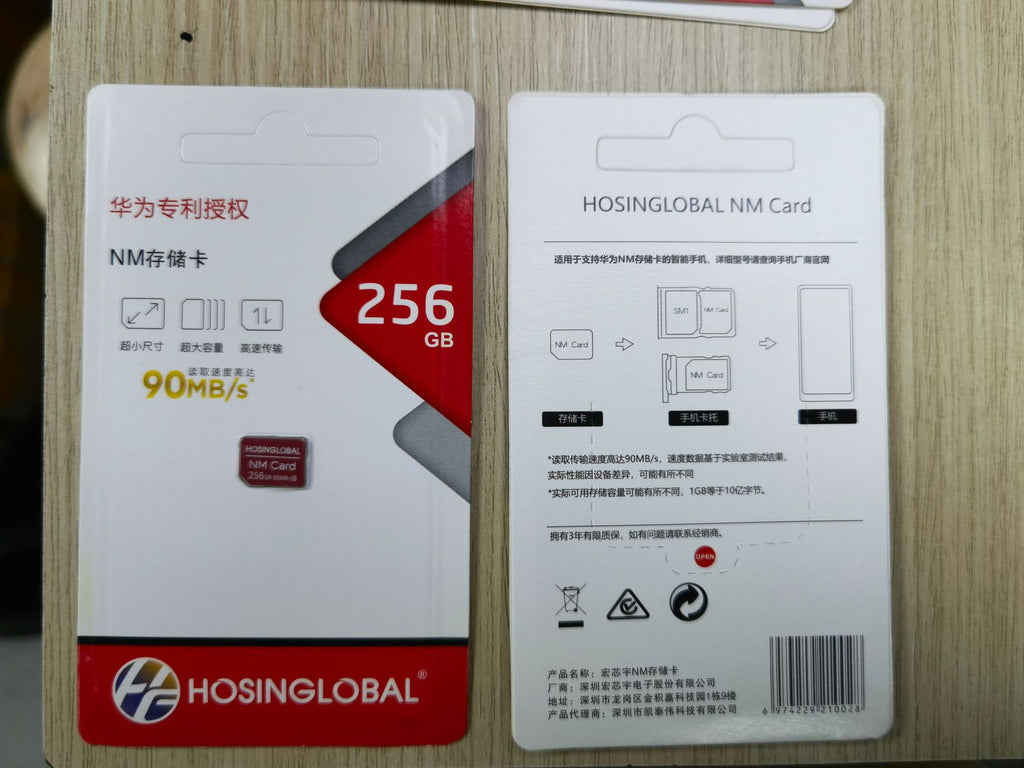 华为专利授权
NM存储卡
超小尺寸 超大容量 高速传输
读取速度高达
90MB/s*
256
GB
HOSINGLOBAL
NM Card
256GB 90MB/s
HOSINGLOBAL®
HOSINGLOBAL NM Card
适用于支持华为NM存储卡的智能手机，详细型号请查询手机厂商官网
SM1 NM Card
NM Card
NM Card
存储卡 手机卡托 手机
*读取传输速度高达90MB/s，速度数据基于实验室测试结果，
实际性能因设备差异，可能有所不同
*实际可用存储容量可能有所不同，1GB等于10亿字节。
拥有3年有限质保，如有问题请联系经销商。
OPEN
产品名称：宏芯宇NM存储卡
厂商：深圳宏芯宇电子股份有限公司
地址：深圳市龙岗区金积嘉科技园1栋9楼
产品代理商：深圳市凯泰伟科技有限公司
6 974229 210028